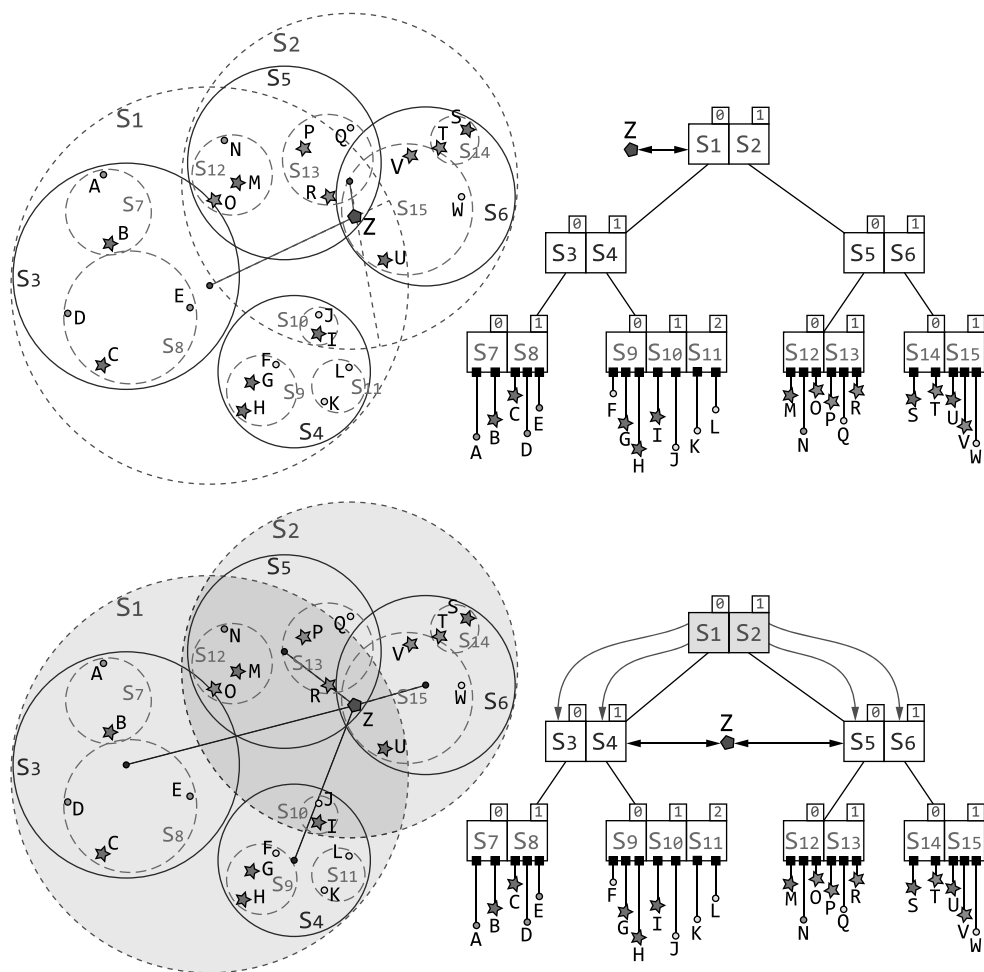 S2
S5
S1
P
Q
S
T
N
S12
M
S13
S14
V
O
R
W
S6
S15
A
S7
Z
B
U
S3
E
D
S8
C
S10
J
I
F
G
S9
L
S11
H
K
S4
0 1
Z
S1 S2
0 1 0 1
S3 S4 S5 S6
0 1 0 1 2 0 1 0 1
S7 S8 S9 S10 S11 S12 S13 S14 S15
A B C D E F G H I J K L M N O P Q R S T U V W
S2
S5
S1
P
Q
S
T
N
S12
M
S13
S14
V
O
R
W
S6
S15
A
S7
Z
B
U
S3
E
D
S8
C
S10
J
I
F
G
S9
L
S11
H
K
S4
0 1
S1 S2
0 1 0 1
Z
S3 S4 S5 S6
0 1 0 1 2 0 1 0 1
S7 S8 S9 S10 S11 S12 S13 S14 S15
A B C D E F G H I J K L M N O P Q R S T U V W